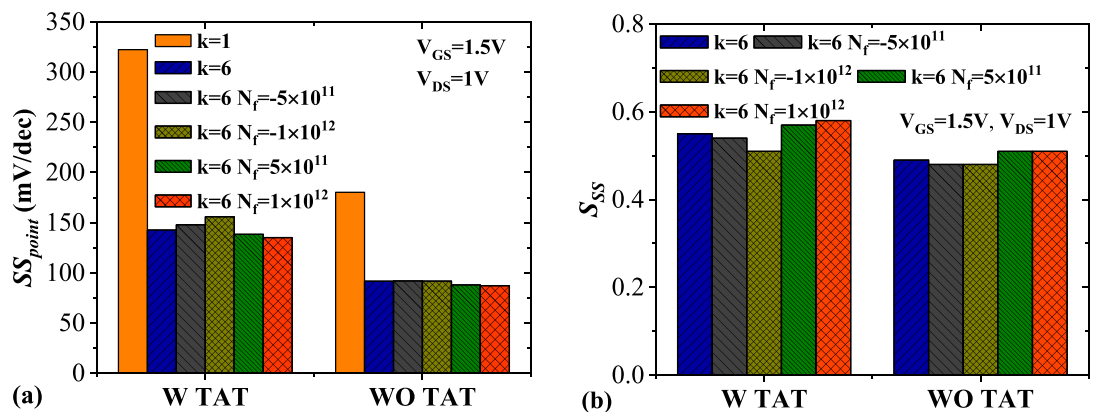 350
300
250
200
150
100
50
0
SS_point (mV/dec)
k=1
k=6
k=6 N_f=-5×10^11
k=6 N_f=-1×10^12
k=6 N_f=5×10^11
k=6 N_f=1×10^12
V_GS=1.5V
V_DS=1V
W TAT
WO TAT
(a)
0.8
0.6
0.4
0.2
0.0
S_SS
k=6
k=6 N_f=-5×10^11
k=6 N_f=-1×10^12
k=6 N_f=5×10^11
k=6 N_f=1×10^12
V_GS=1.5V, V_DS=1V
W TAT
WO TAT
(b)